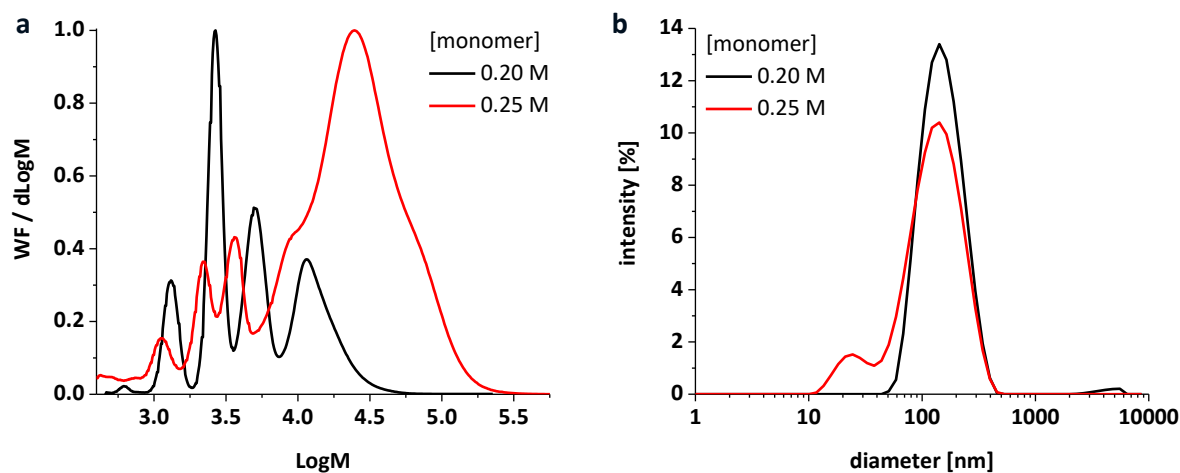 a
WF / dLogM
1.0
0.8
0.6
0.4
0.2
0.0
3.0 3.5 4.0 4.5 5.0 5.5
LogM
[monomer]
0.20 M
0.25 M
b
intensity [%]
14
12
10
8
6
4
2
0
1 10 100 1000 10000
diameter [nm]
[monomer]
0.20 M
0.25 M